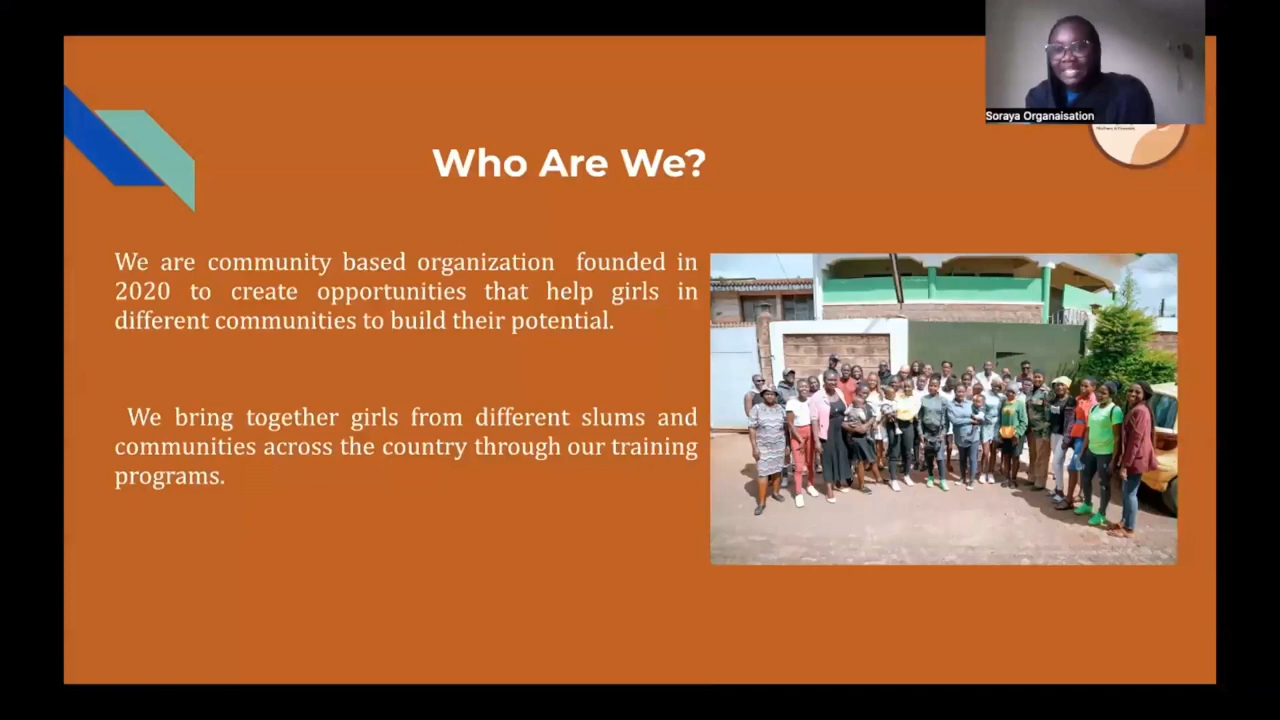 Soraya Organaisation
Who Are We?
We are community based organization founded in
2020 to create opportunities that help girls in
different communities to build their potential.
We bring together girls from different slums and
communities across the country through our training
programs.